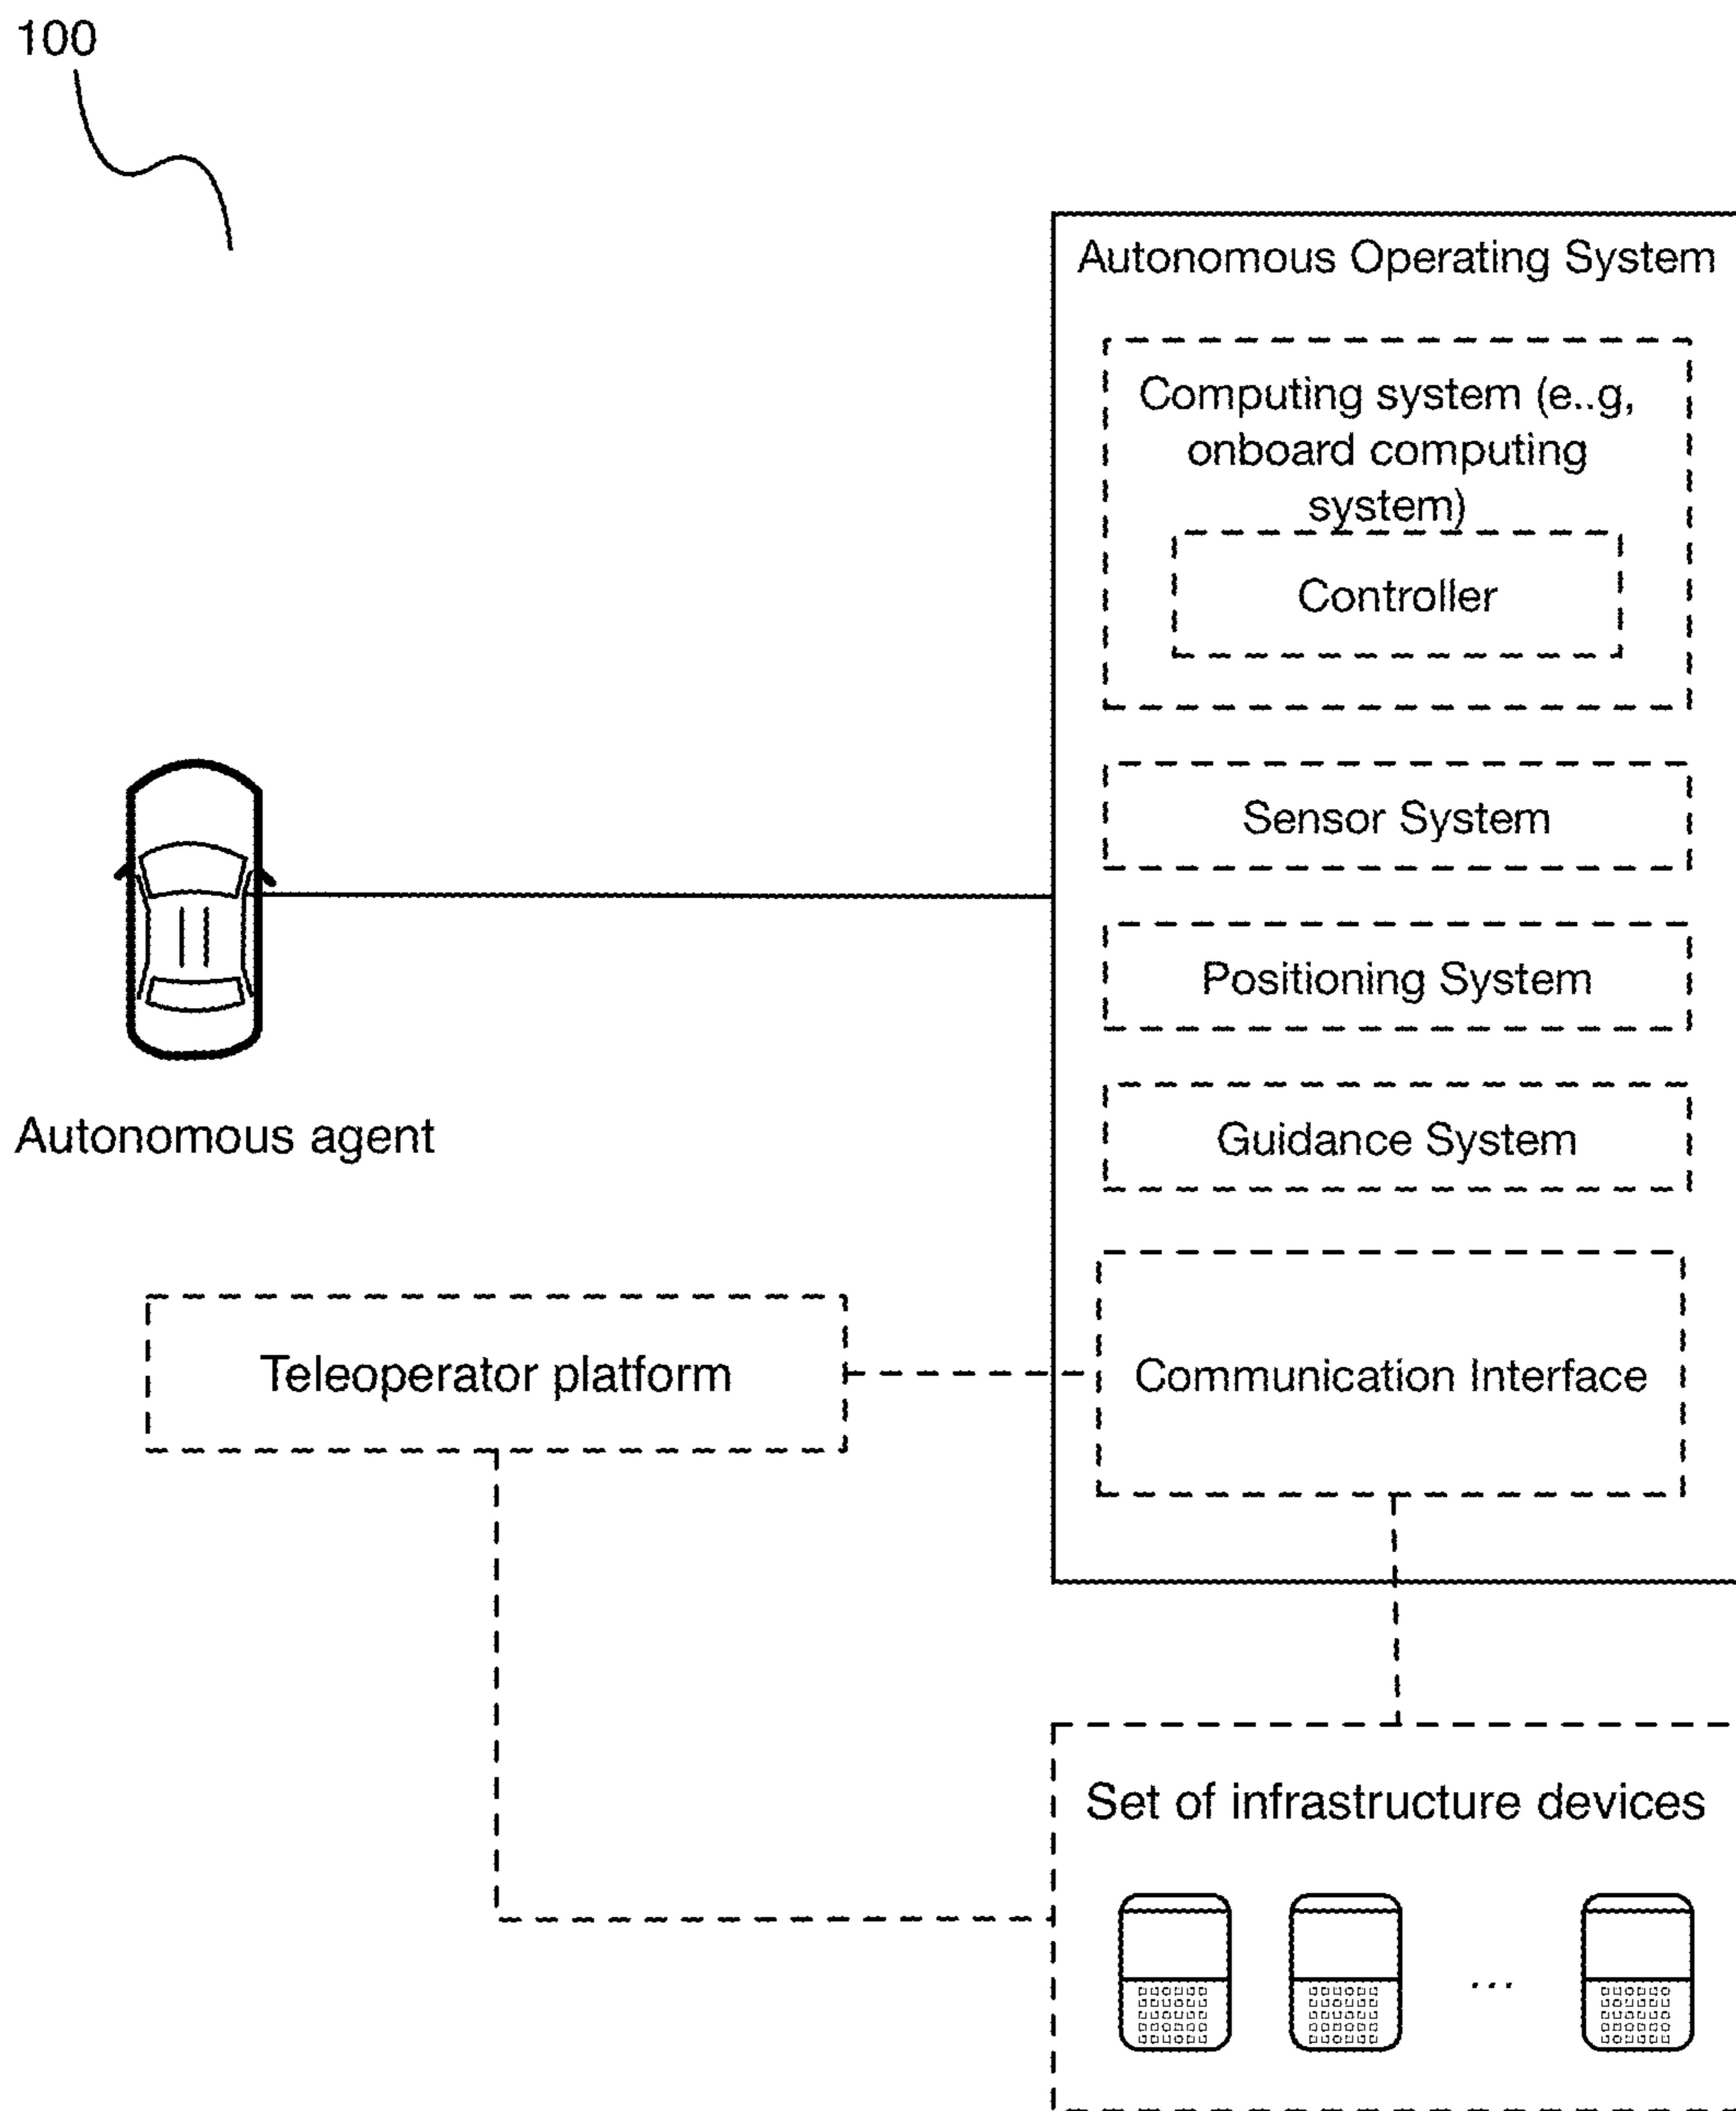 100
Autonomous Operating System
Computing system (e..g,
onboard computing
system)
Controller
Sensor System
Positioning System
Guidance System
Autonomous agent
Teleoperator platform
Communication Interface
Set of infrastructure devices
...